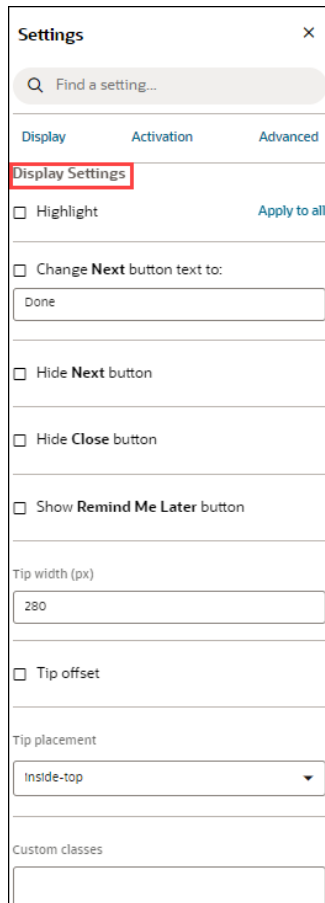 Settings
Find a setting...
Display Activation Advanced
Display Settings
Highlight Apply to all
Change Next button text to:
Done
Hide Next button
Hide Close button
Show Remind Me Later button
Tip width (px)
280
Tip offset
Tip placement
Inside-top
Custom classes